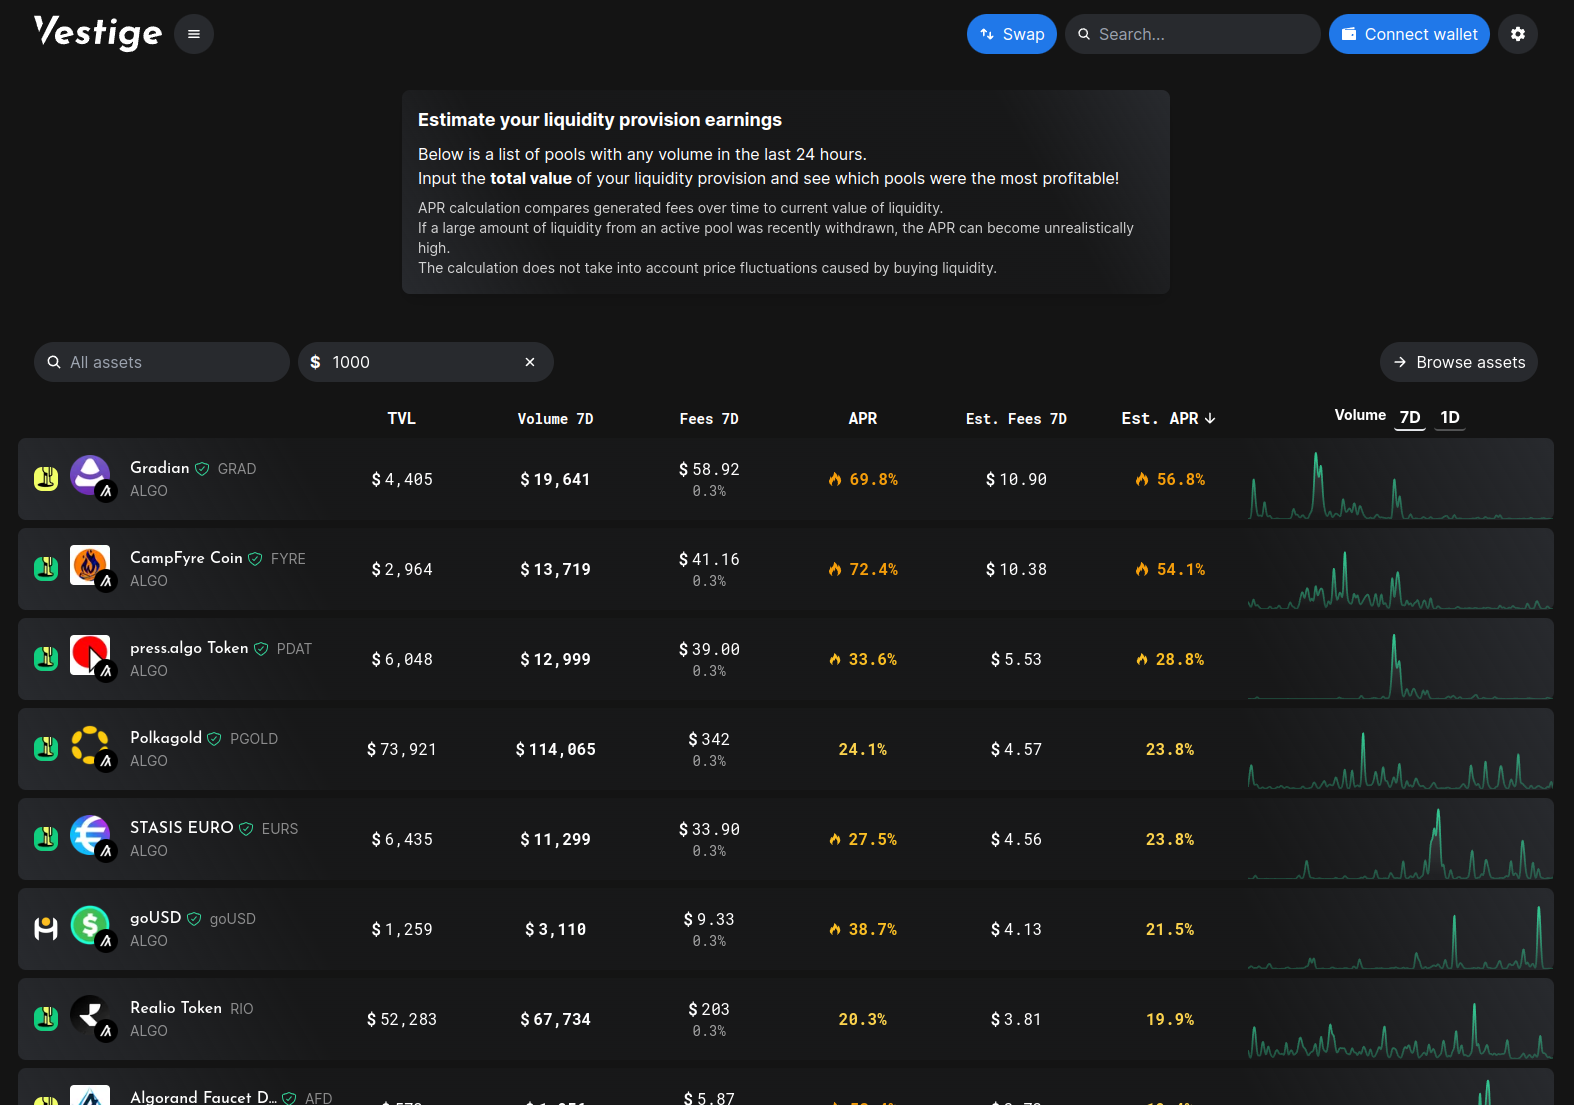 Vestige
Swap
Search...
Connect wallet
Estimate your liquidity provision earnings
Below is a list of pools with any volume in the last 24 hours.
Input the total value of your liquidity provision and see which pools were the most profitable!
APR calculation compares generated fees over time to current value of liquidity.
If a large amount of liquidity from an active pool was recently withdrawn, the APR can become unrealistically
high.
The calculation does not take into account price fluctuations caused by buying liquidity.
All assets
$ 1000
Browse assets
TVL Volume 7D Fees 7D APR Est. Fees 7D Est. APR Volume 7D 1D
Gradian GRAD
ALGO
$ 4,405 $ 19,641 $ 58.92 69.8% $ 10.90 56.8%
0.3%
CampFyre Coin FYRE
ALGO
$ 2,964 $ 13,719 $ 41.16 72.4% $ 10.38 54.1%
0.3%
press.algo Token PDAT
ALGO
$ 6,048 $ 12,999 $ 39.00 33.6% $ 5.53 28.8%
0.3%
Polkagold PGOLD
ALGO
$ 73,921 $ 114,065 $ 342 24.1% $ 4.57 23.8%
0.3%
STASIS EURO EURS
ALGO
$ 6,435 $ 11,299 $ 33.90 27.5% $ 4.56 23.8%
0.3%
goUSD goUSD
ALGO
$ 1,259 $ 3,110 $ 9.33 38.7% $ 4.13 21.5%
0.3%
Realio Token RIO
ALGO
$ 52,283 $ 67,734 $ 203 20.3% $ 3.81 19.9%
0.3%
Algorand Faucet D... AFD
$ 5.87